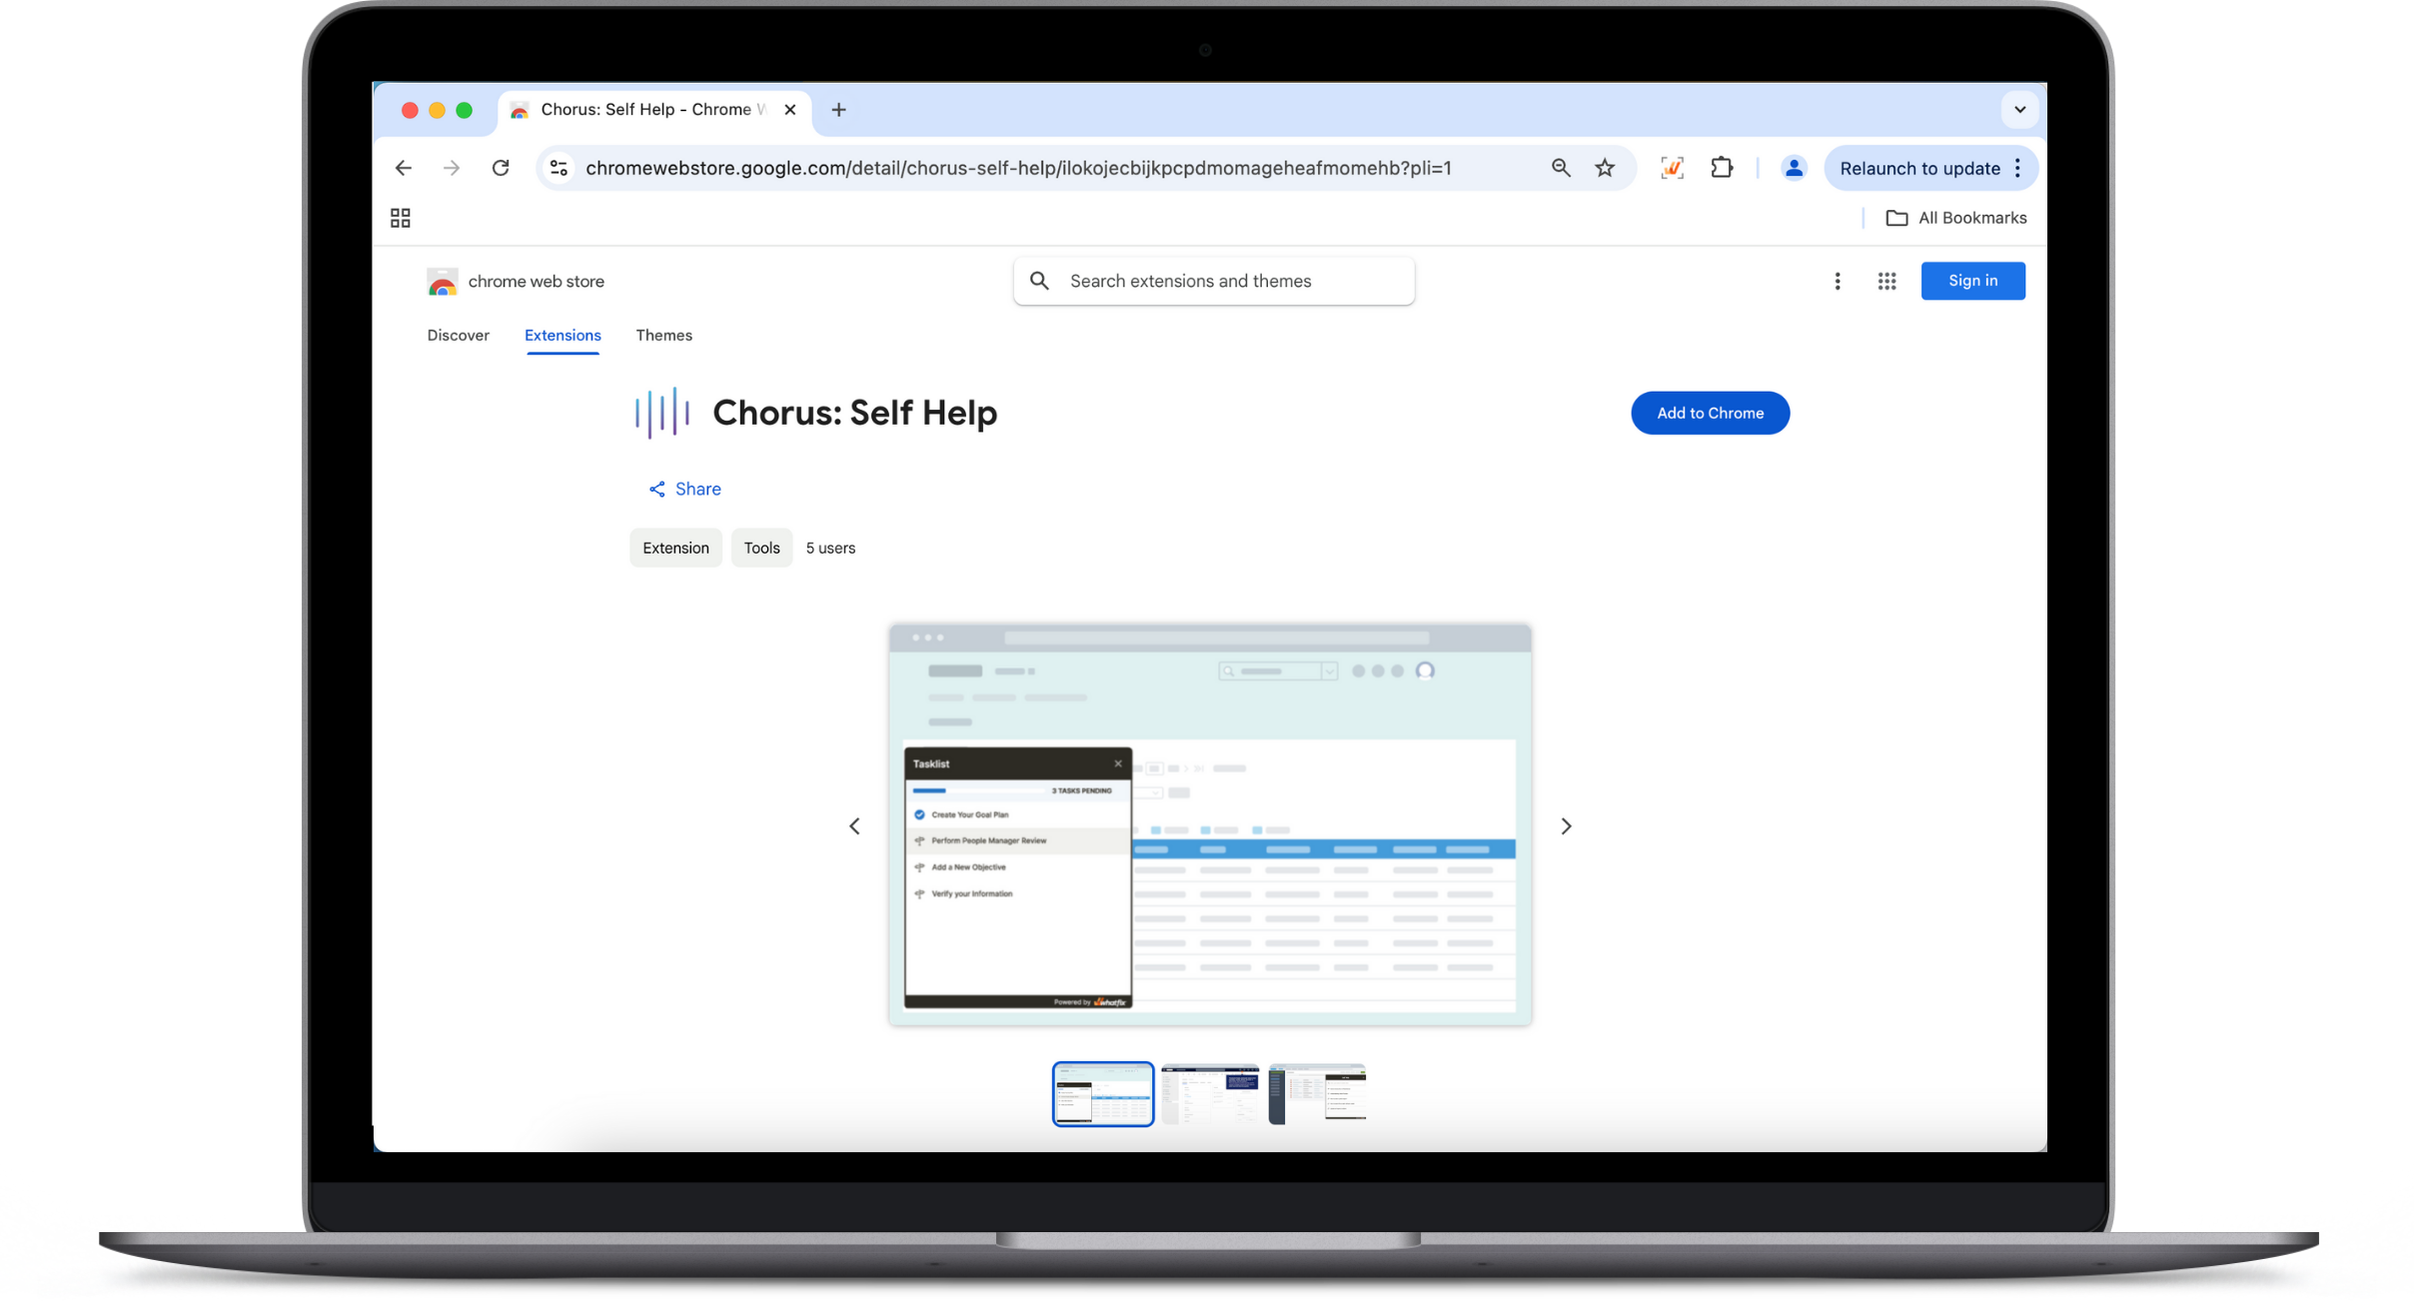 Chorus: Self Help - Chrome W
chromewebstore.google.com/detail/chorus-self-help/ilokojecbijkpcpdmomageheafmomehb?pli=1
Relaunch to update
All Bookmarks
chrome web store
Search extensions and themes
Sign in
Discover
Extensions
Themes
Chorus: Self Help
Add to Chrome
Share
Extension
Tools
5 users
Tasklist
3 TASKS PENDING
Create Your Goal Plan
Perform People Manager Review
Add a New Objective
Verify your Information
Powered by whatfix